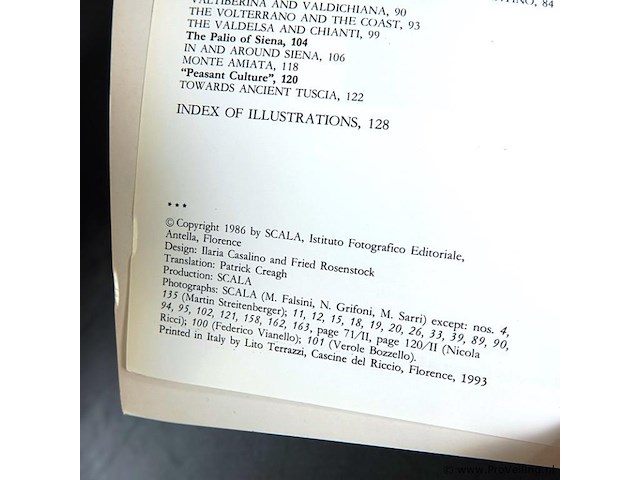 TINO, 84
VALTIBERINA AND VALDICHIANA, 90
THE VOLTERRANO AND THE COAST, 93
THE VALDELSA AND CHIANTI, 99
The Palio of Siena, 104
IN AND AROUND SIENA, 106
MONTE AMIATA, 118
“Peasant Culture”, 120
TOWARDS ANCIENT TUSCIA, 122
INDEX OF ILLUSTRATIONS, 128
***
© Copyright 1986 by SCALA, Istituto Fotografico Editoriale,
Antella, Florence
Design: Ilaria Casalino and Fried Rosenstock
Translation: Patrick Creagh
Production: SCALA
Photographs: SCALA (M. Falsini, N. Grifoni, M. Sarri) except: nos. 4,
135 (Martin Streitenberger); 11, 12, 15, 18, 19, 20, 26, 33, 39, 89, 90,
94, 95, 102, 121, 158, 162, 163, page 71/II, page 120/II (Nicola
Ricci); 100 (Federico Vianello); 101 (Verole Bozzello).
Printed in Italy by Lito Terrazzi, Cascine del Riccio, Florence, 1993